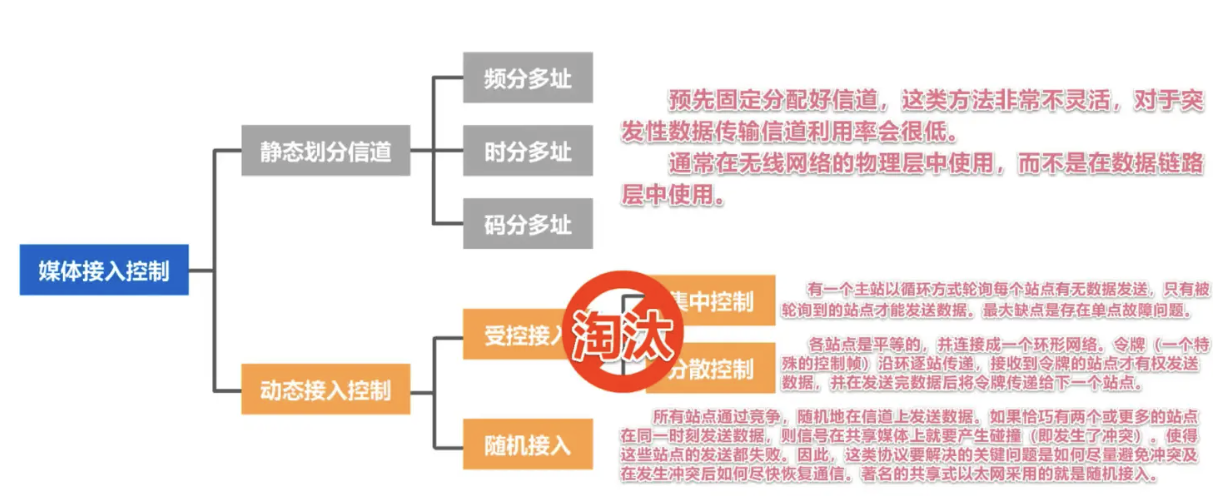 频分多址
预先固定分配好信道，这类方法非常不灵活，对于突
发性数据传输信道利用率会很低。
静态划分信道
时分多址
通常在无线网络的物理层中使用，而不是在数据链路
层中使用。
码分多址
媒体接入控制
集中控制
有一个主站以循环方式轮询每个站点有无数据发送，只有被
轮询到的站点才能发送数据。最大缺点是存在单点故障问题。
受控接入
淘汰
分散控制
各站点是平等的，并连接成一个环形网络。令牌（一个特
殊的控制帧）沿环逐站传递，接收到令牌的站点才有权发送
数据，并在发送完数据后将令牌传递给下一个站点。
动态接入控制
随机接入
所有站点通过竞争，随机地在信道上发送数据。如果恰巧有两个或更多的站点
在同一时刻发送数据，则信号在共享媒体上就要产生碰撞（即发生了冲突）。使得
这些站点的发送都失败。因此，这类协议要解决的关键问题是如何尽量避免冲突及
在发生冲突后如何尽快恢复通信。著名的共享式以太网采用的就是随机接入。